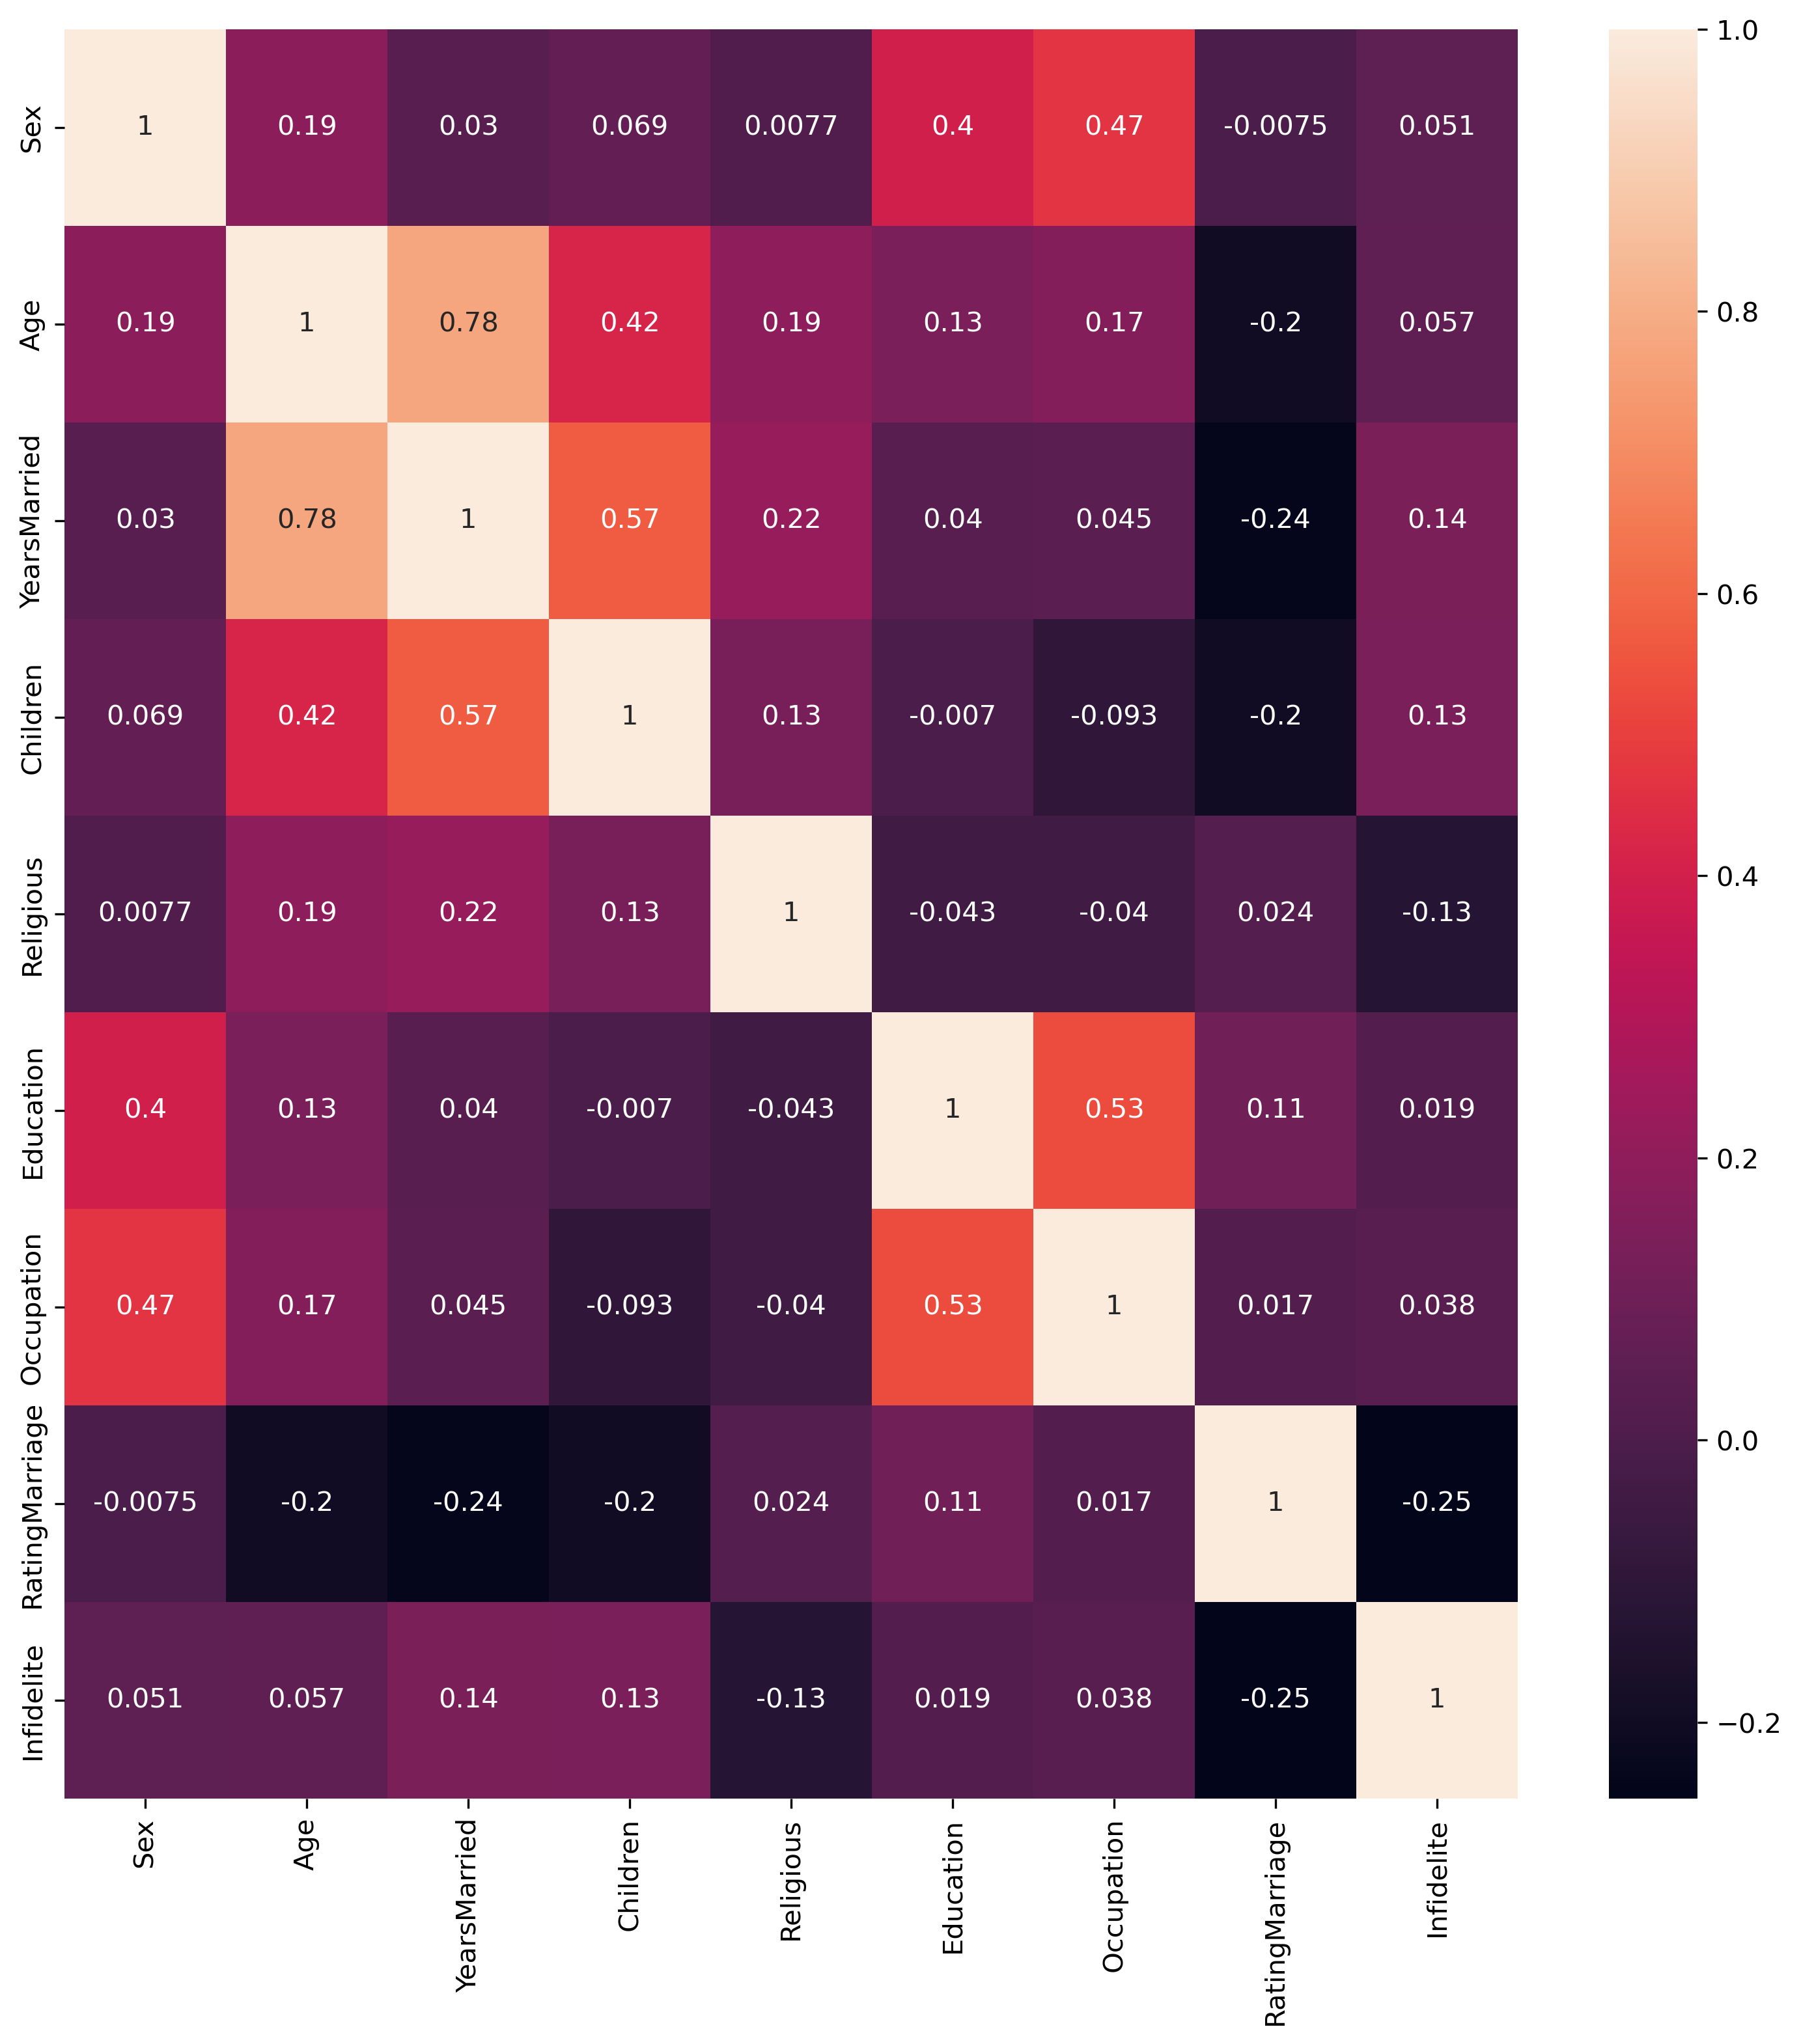 Sex 1 0.19 0.03 0.069 0.0077 0.4 0.47 -0.0075 0.051
Age 0.19 1 0.78 0.42 0.19 0.13 0.17 -0.2 0.057
YearsMarried 0.03 0.78 1 0.57 0.22 0.04 0.045 -0.24 0.14
Children 0.069 0.42 0.57 1 0.13 -0.007 -0.093 -0.2 0.13
Religious 0.0077 0.19 0.22 0.13 1 -0.043 -0.04 0.024 -0.13
Education 0.4 0.13 0.04 -0.007 -0.043 1 0.53 0.11 0.019
Occupation 0.47 0.17 0.045 -0.093 -0.04 0.53 1 0.017 0.038
RatingMarriage -0.0075 -0.2 -0.24 -0.2 0.024 0.11 0.017 1 -0.25
Infidelite 0.051 0.057 0.14 0.13 -0.13 0.019 0.038 -0.25 1
Sex Age YearsMarried Children Religious Education Occupation RatingMarriage Infidelite
1.0
0.8
0.6
0.4
0.2
0.0
−0.2